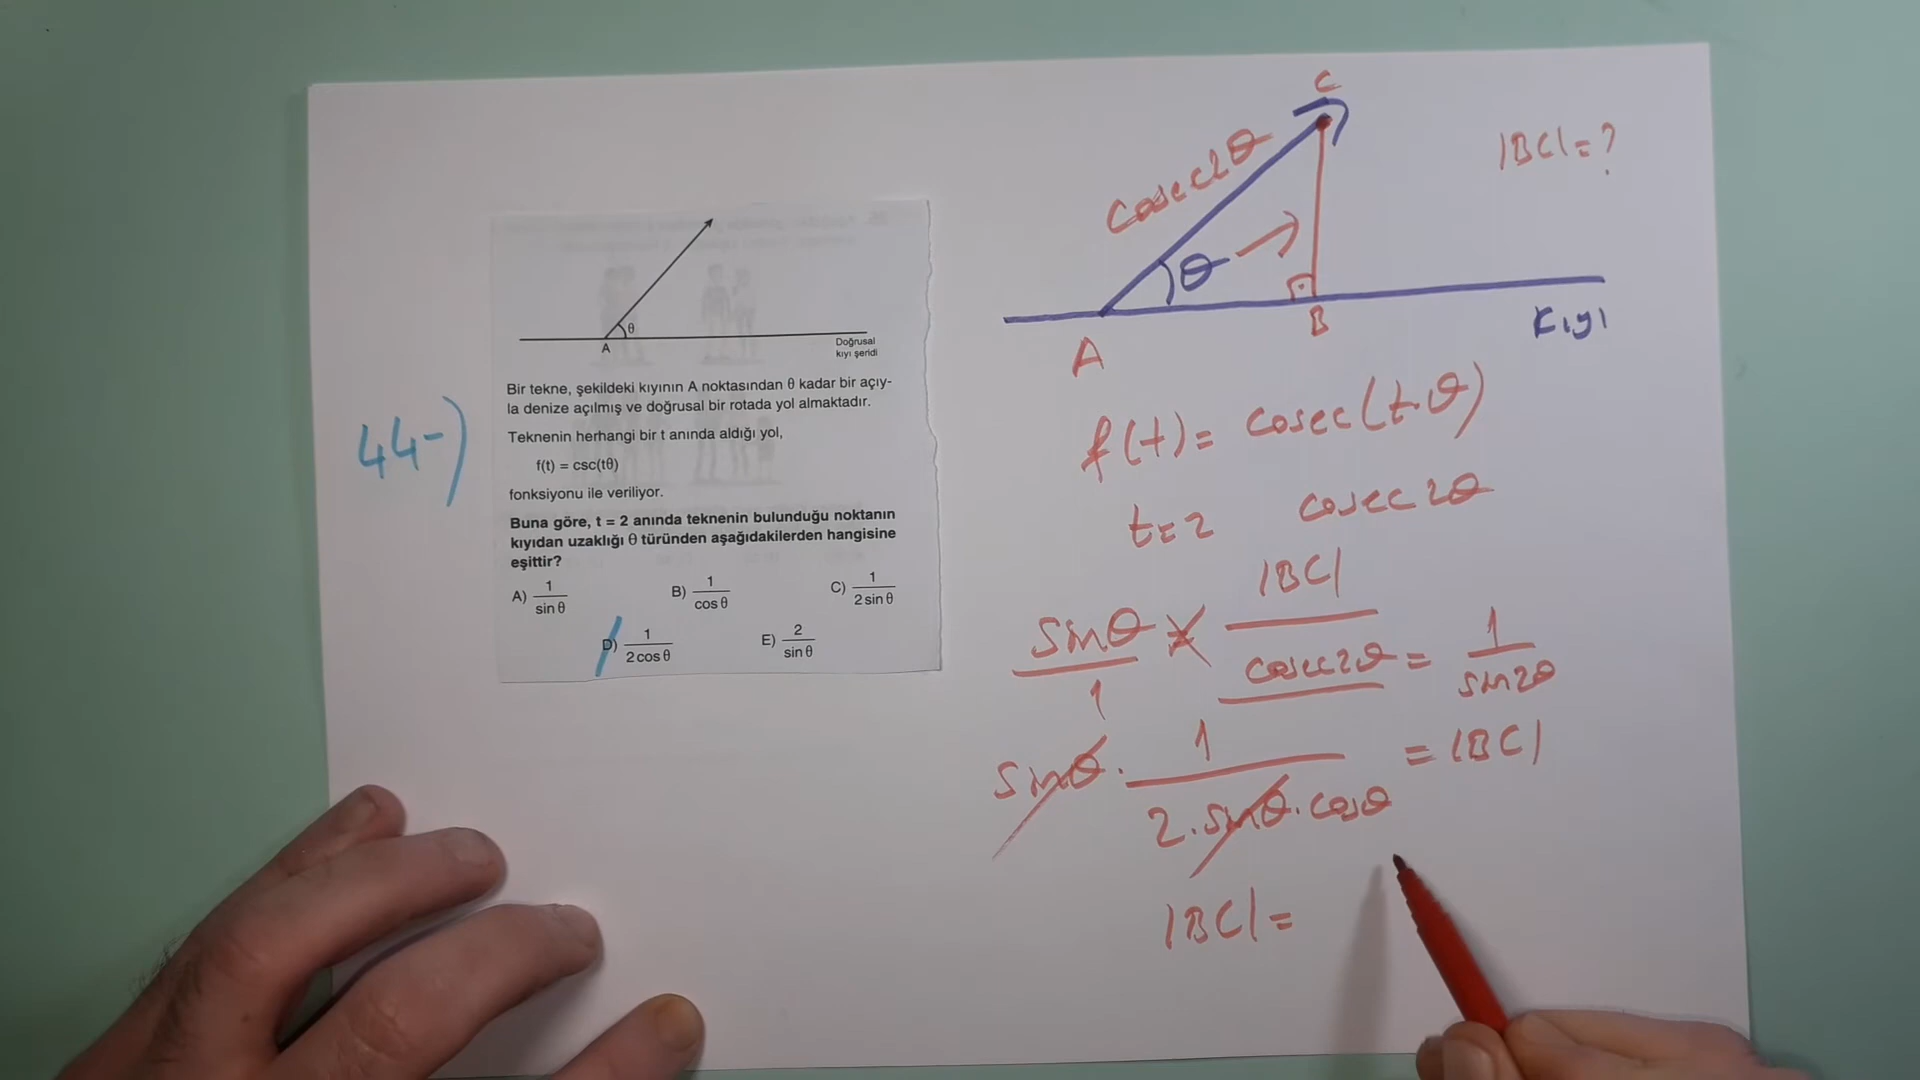 44-)
θ
A
Doğrusal
kıyı şeridi
Bir tekne, şekildeki kıyının A noktasından θ kadar bir açıy-
la denize açılmış ve doğrusal bir rotada yol almaktadır.
Teknenin herhangi bir t anında aldığı yol,
f(t) = csc(tθ)
fonksiyonu ile veriliyor.
Buna göre, t = 2 anında teknenin bulunduğu noktanın
kıyıdan uzaklığı θ türünden aşağıdakilerden hangisine
eşittir?
A) 1/sin θ B) 1/cos θ C) 1/2 sin θ
D) 1/2 cos θ E) 2/sin θ
C
cosec2θ
|BC|=?
θ
A
B
Kıyı
f(t)= cosec(t.θ)
t=2 cosec2θ
sinθ/1 × |BC|/cosec2θ = 1/sin2θ
sinθ . 1/2.sinθ.cosθ = |BC|
|BC|=